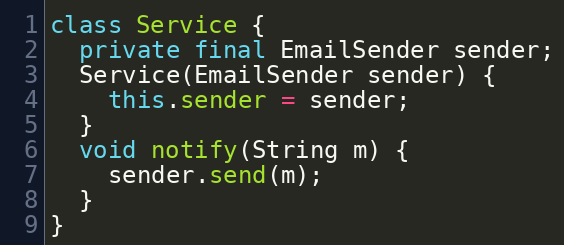 1 class Service {
2   private final EmailSender sender;
3   Service(EmailSender sender) {
4     this.sender = sender;
5   }
6   void notify(String m) {
7     sender.send(m);
8   }
9 }